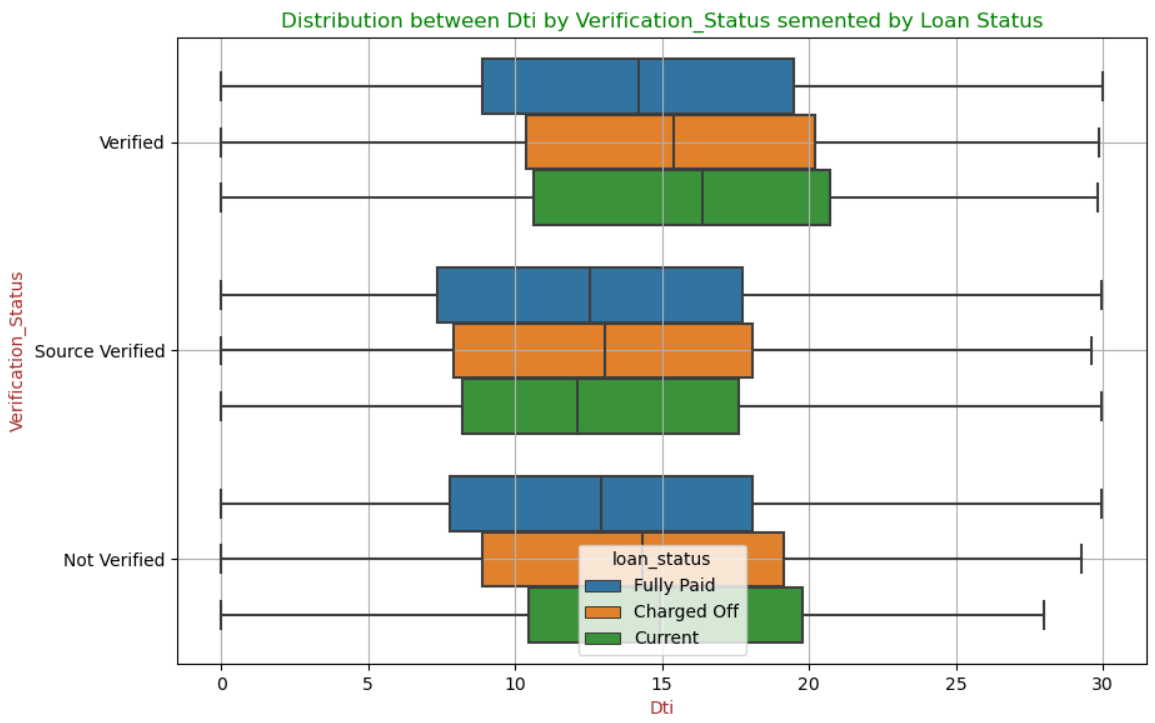 Distribution between Dti by Verification_Status semented by Loan Status
Verification_Status
Verified
Source Verified
Not Verified
loan_status
Fully Paid
Charged Off
Current
0 5 10 15 20 25 30
Dti